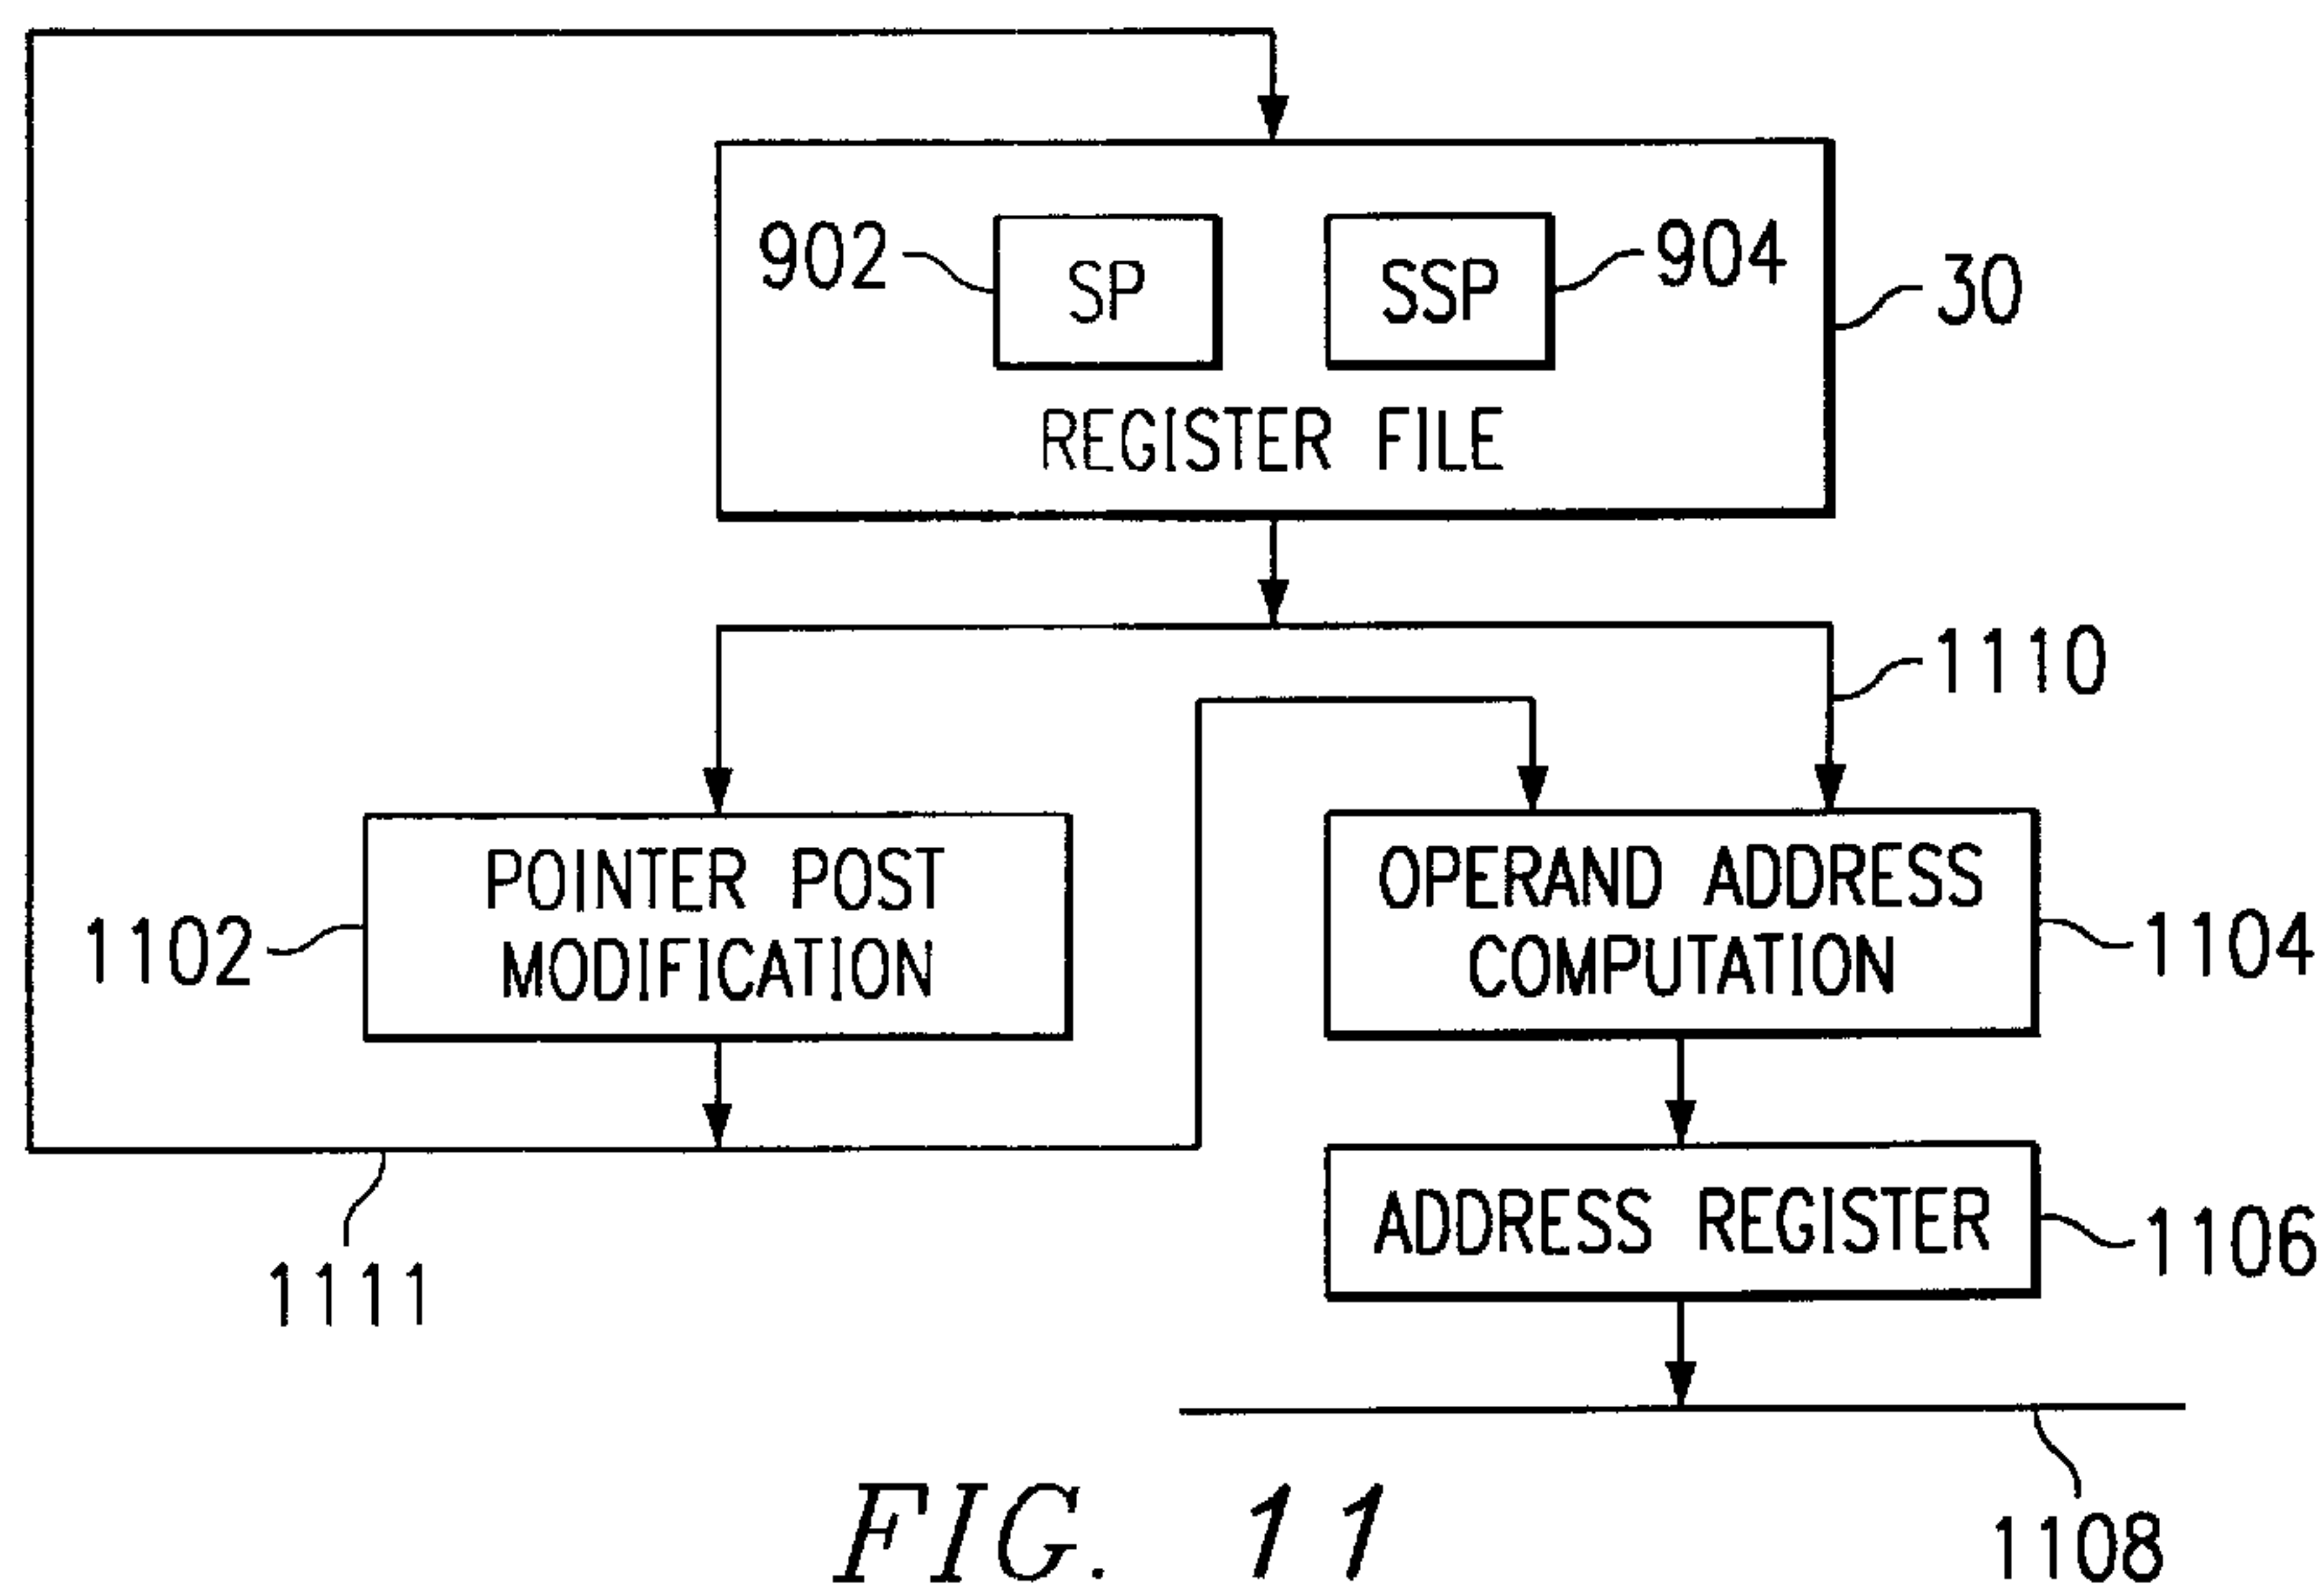 902
SP
SSP
904
30
REGISTER FILE
1110
POINTER POST
MODIFICATION
1102
OPERAND ADDRESS
COMPUTATION
1104
ADDRESS REGISTER
1106
1111
1108
FIG. 11